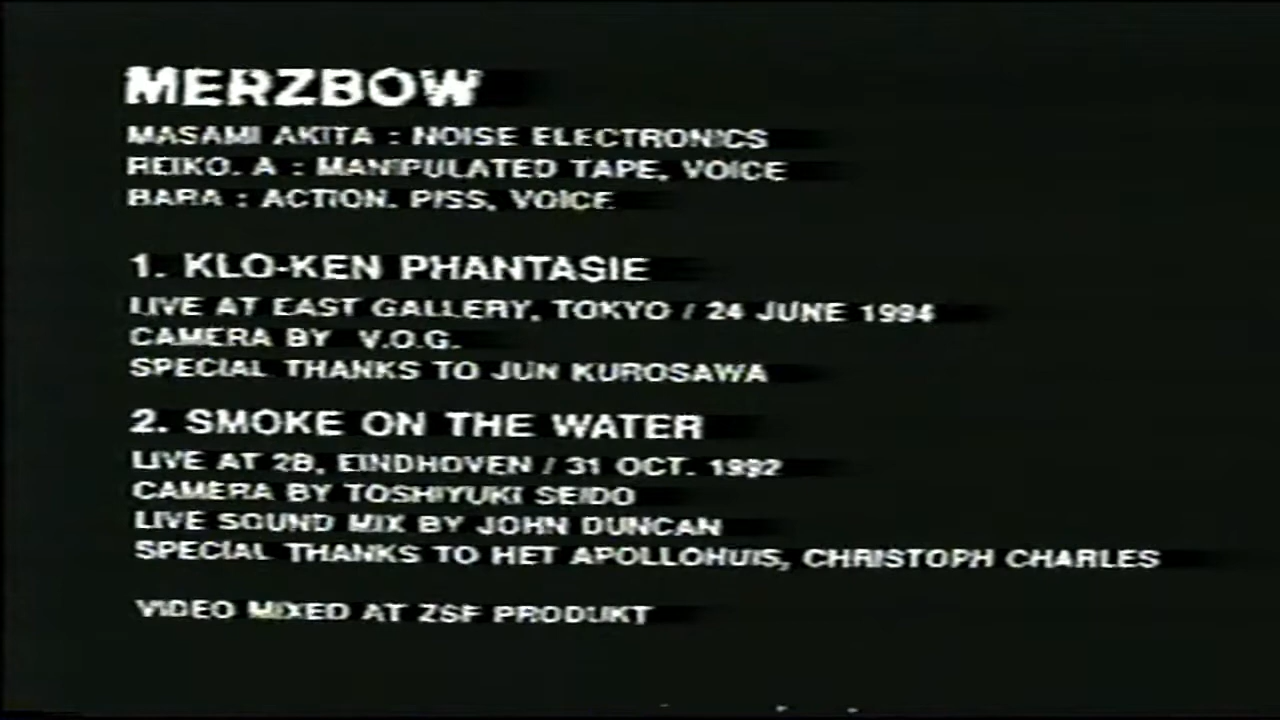 MERZBOW
MASAMI AKITA : NOISE ELECTRONICS
REIKO. A : MANIPULATED TAPE, VOICE
BARA : ACTION. PISS, VOICE
1. KLO-KEN PHANTASIE
LIVE AT EAST GALLERY, TOKYO / 24 JUNE 1994
CAMERA BY V.O.G.
SPECIAL THANKS TO JUN KUROSAWA
2. SMOKE ON THE WATER
LIVE AT 2B, EINDHOVEN / 31 OCT. 1992
CAMERA BY TOSHIYUKI SEIDO
LIVE SOUND MIX BY JOHN DUNCAN
SPECIAL THANKS TO HET APOLLOHUIS, CHRISTOPH CHARLES
VIDEO MIXED AT ZSF PRODUKT